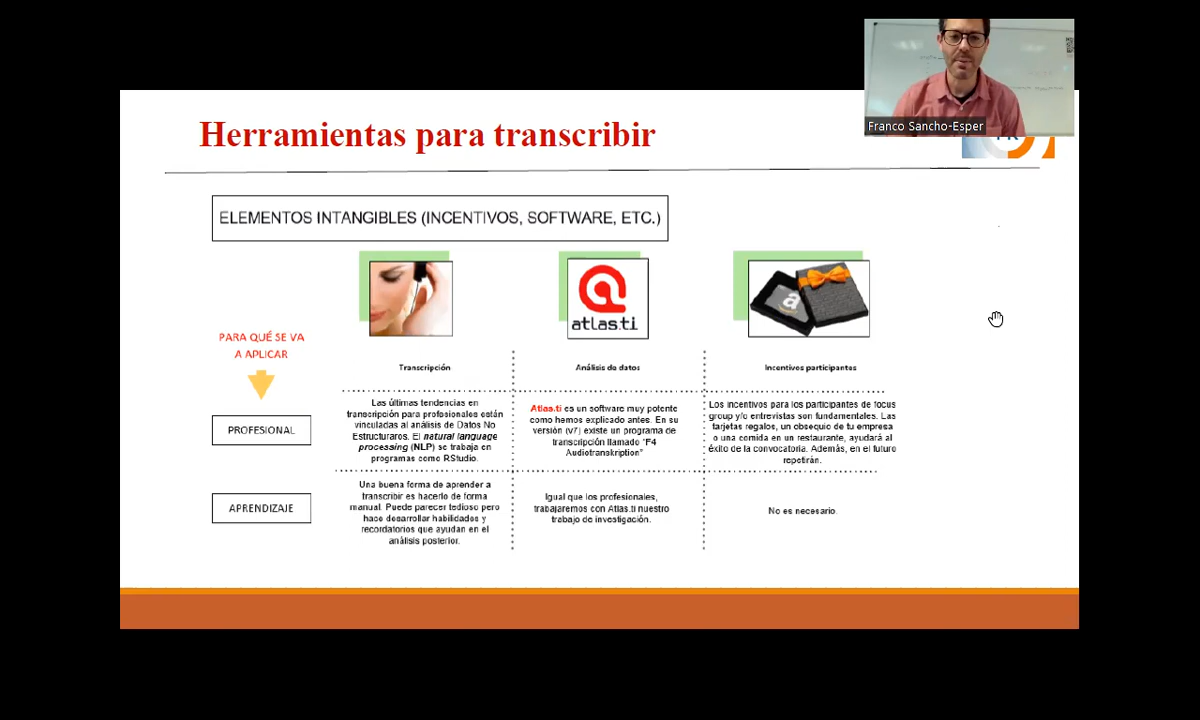 Franco Sancho-Esper
Herramientas para transcribir
ELEMENTOS INTANGIBLES (INCENTIVOS, SOFTWARE, ETC.)
atlas.ti
a
PARA QUÉ SE VA
A APLICAR
Transcripción
Análisis de datos
Incentivos participantes
PROFESIONAL
Las últimas tendencias en
transcripción para profosionales están
vinculadas al análisis de Datos No
Estructuraros. El natural language
processing (NLP) se trabaja en
programas como RStudio.
Atlas.ti es un software muy potente
como hemos explicado antes. En su
versión (v7) existe un programa de
transcripción llamado "F4
Audiotranskription"
Los incentivos para los participantes de focus
group y/o entrevistas son fundamentales. Las
tarjetas regalos, un obsequio de tu empresa
o una comida en un restaurante, ayudará al
éxito de la convocatoria. Además, en el futuro
repetirán.
APRENDIZAJE
Una buena forma de aprender a
transcribir es hacerlo de forma
manual. Puede parecer tedioso pero
hace desarrollar habilidades y
recordatorios que ayudan en el
análisis posterior.
Igual que los profesionales,
trabajaremos con Atlas.ti nuestro
trabajo de investigación.
No es necesario.